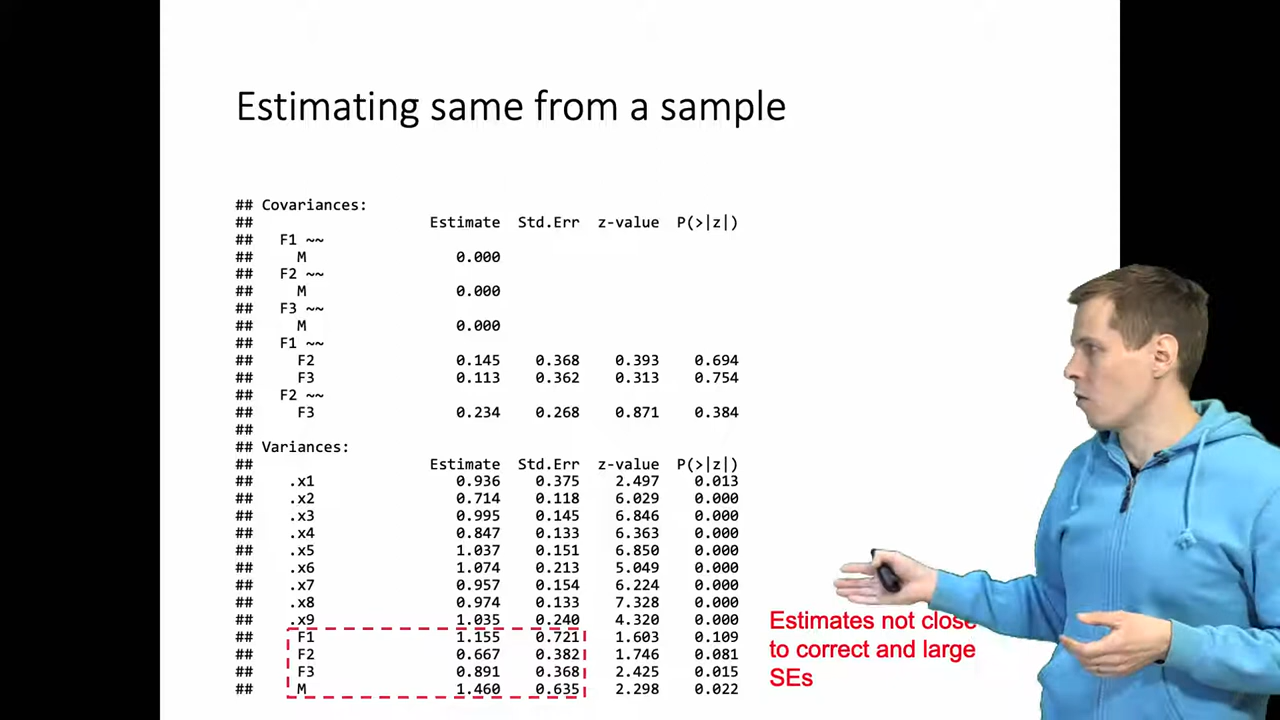 Estimating same from a sample
## Covariances:
## Estimate Std.Err z-value P(>|z|)
## F1 ~~
## M 0.000
## F2 ~~
## M 0.000
## F3 ~~
## M 0.000
## F1 ~~
## F2 0.145 0.368 0.393 0.694
## F3 0.113 0.362 0.313 0.754
## F2 ~~
## F3 0.234 0.268 0.871 0.384
##
## Variances:
## Estimate Std.Err z-value P(>|z|)
## .x1 0.936 0.375 2.497 0.013
## .x2 0.714 0.118 6.029 0.000
## .x3 0.995 0.145 6.846 0.000
## .x4 0.847 0.133 6.363 0.000
## .x5 1.037 0.151 6.850 0.000
## .x6 1.074 0.213 5.049 0.000
## .x7 0.957 0.154 6.224 0.000
## .x8 0.974 0.133 7.328 0.000
## .x9 1.035 0.240 4.320 0.000
## F1 1.155 0.721 1.603 0.109
## F2 0.667 0.382 1.746 0.081
## F3 0.891 0.368 2.425 0.015
## M 1.460 0.635 2.298 0.022
Estimates not close
to correct and large
SEs